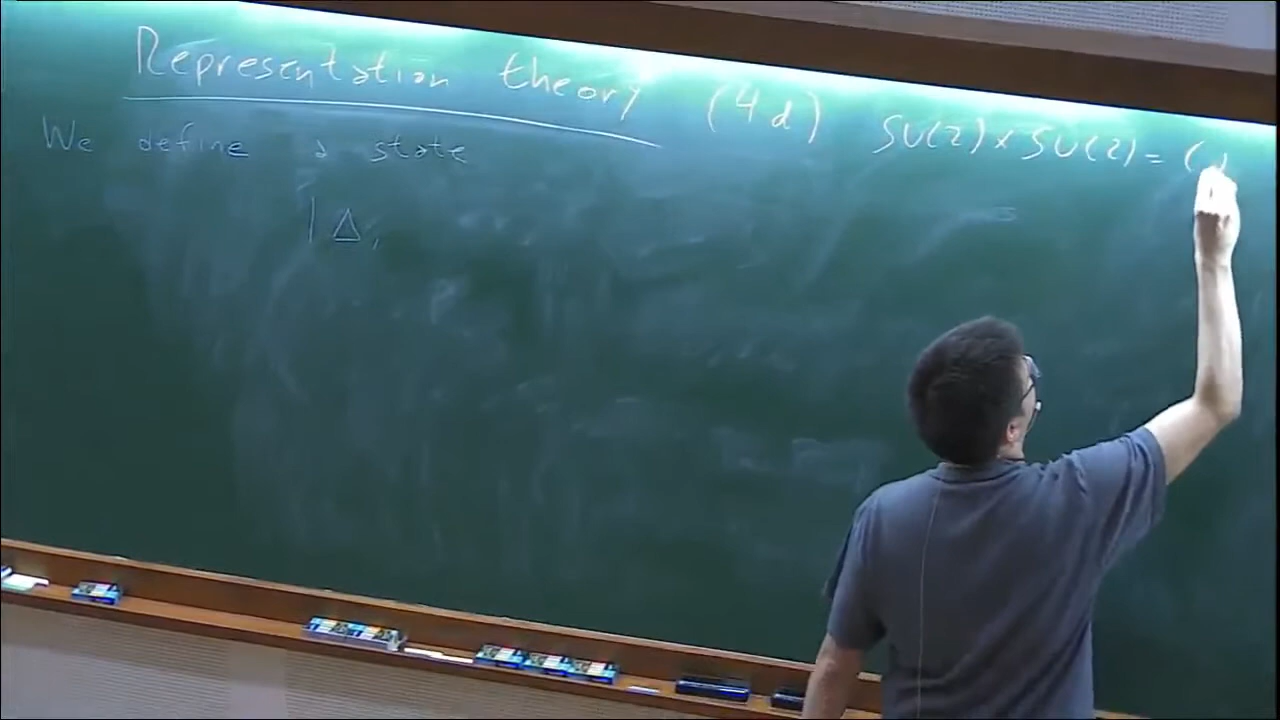 Representation theory (4d) SU(2) x SU(2) = (
We define a state
|Δ,